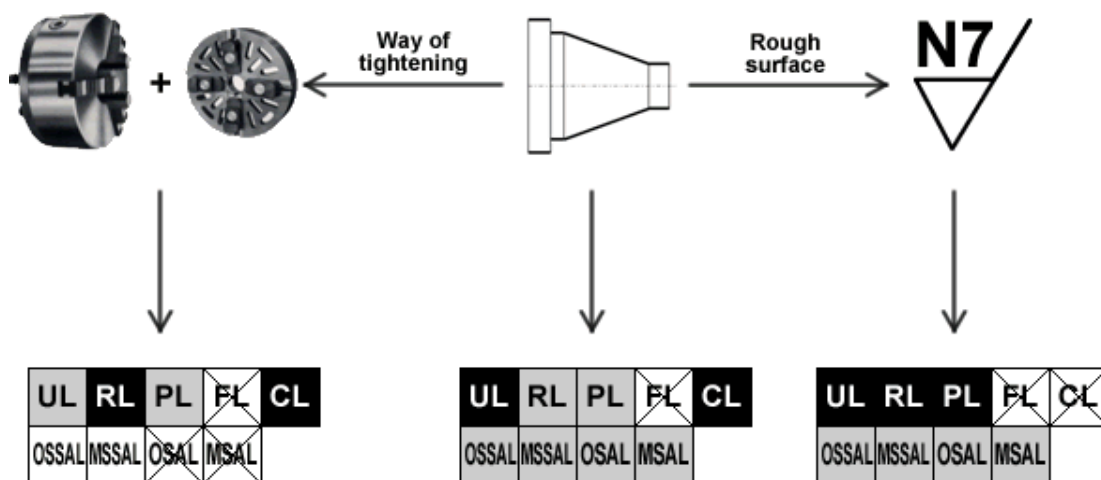 Way of
tightening
Rough
surface
N7
+
UL RL PL FL CL
OSSAL MSSAL OSAL MSAL
UL RL PL FL CL
OSSAL MSSAL OSAL MSAL
UL RL PL FL CL
OSSAL MSSAL OSAL MSAL